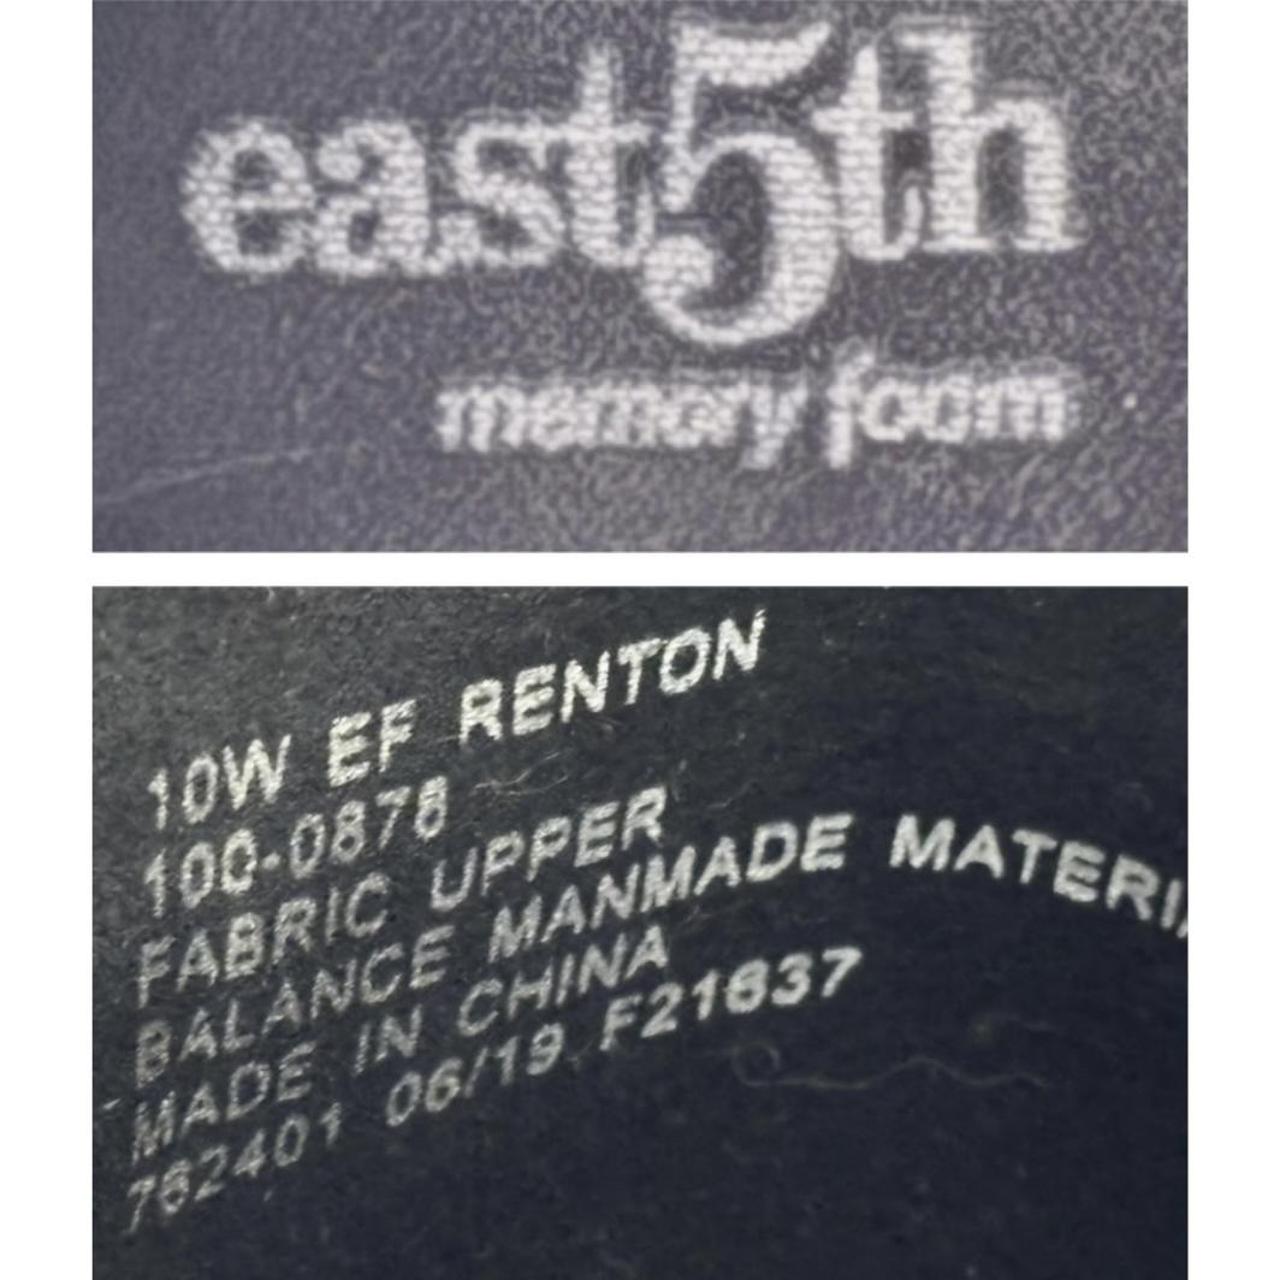 east5th
memory foam
10W EF RENTON
100-0878
FABRIC UPPER
BALANCE MANMADE MATERI
MADE IN CHINA
762401 06/19 F21637